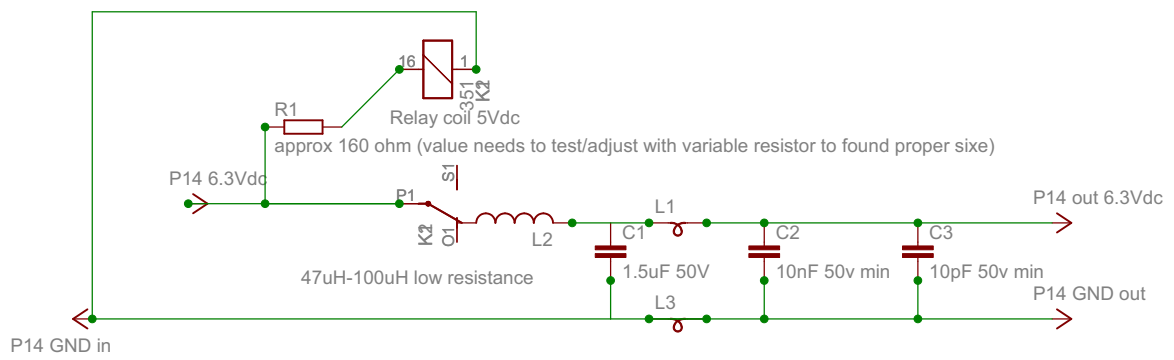 16
1
351
K2
R1
Relay coil 5Vdc
approx 160 ohm (value needs to test/adjust with variable resistor to found proper sixe)
S1
P14 6.3Vdc
P1
P14 out 6.3Vdc
L1
K2
O1
L2
C1
C2
C3
47uH-100uH low resistance
1.5uF 50V
10nF 50v min
10pF 50v min
L3
P14 GND out
P14 GND in